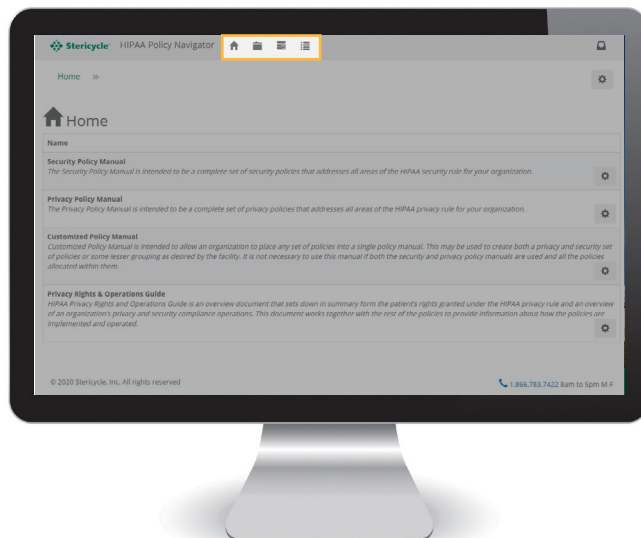 Stericycle® HIPAA Policy Navigator
Home »
Home
Name
Security Policy Manual
The Security Policy Manual is intended to be a complete set of security policies that addresses all areas of the HIPAA security rule for your organization.
Privacy Policy Manual
The Privacy Policy Manual is intended to be a complete set of privacy policies that addresses all areas of the HIPAA privacy rule for your organization.
Customized Policy Manual
Customized Policy Manual is intended to allow an organization to place any set of policies into a single policy manual. This may be used to create both a privacy and security set
of policies or some lesser grouping as desired by the facility. It is not necessary to use this manual if both the security and privacy policy manuals are used and all the policies
allocated within them.
Privacy Rights & Operations Guide
HIPAA Privacy Rights and Operations Guide is an overview document that sets down in summary form the patient's rights granted under the HIPAA privacy rule and an overview
of an organization's privacy and security compliance operations. This document works together with the rest of the policies to provide information about how the policies are
implemented and operated.
© 2020 Stericycle, Inc. All rights reserved
1.866.783.7422 8am to 5pm M-F